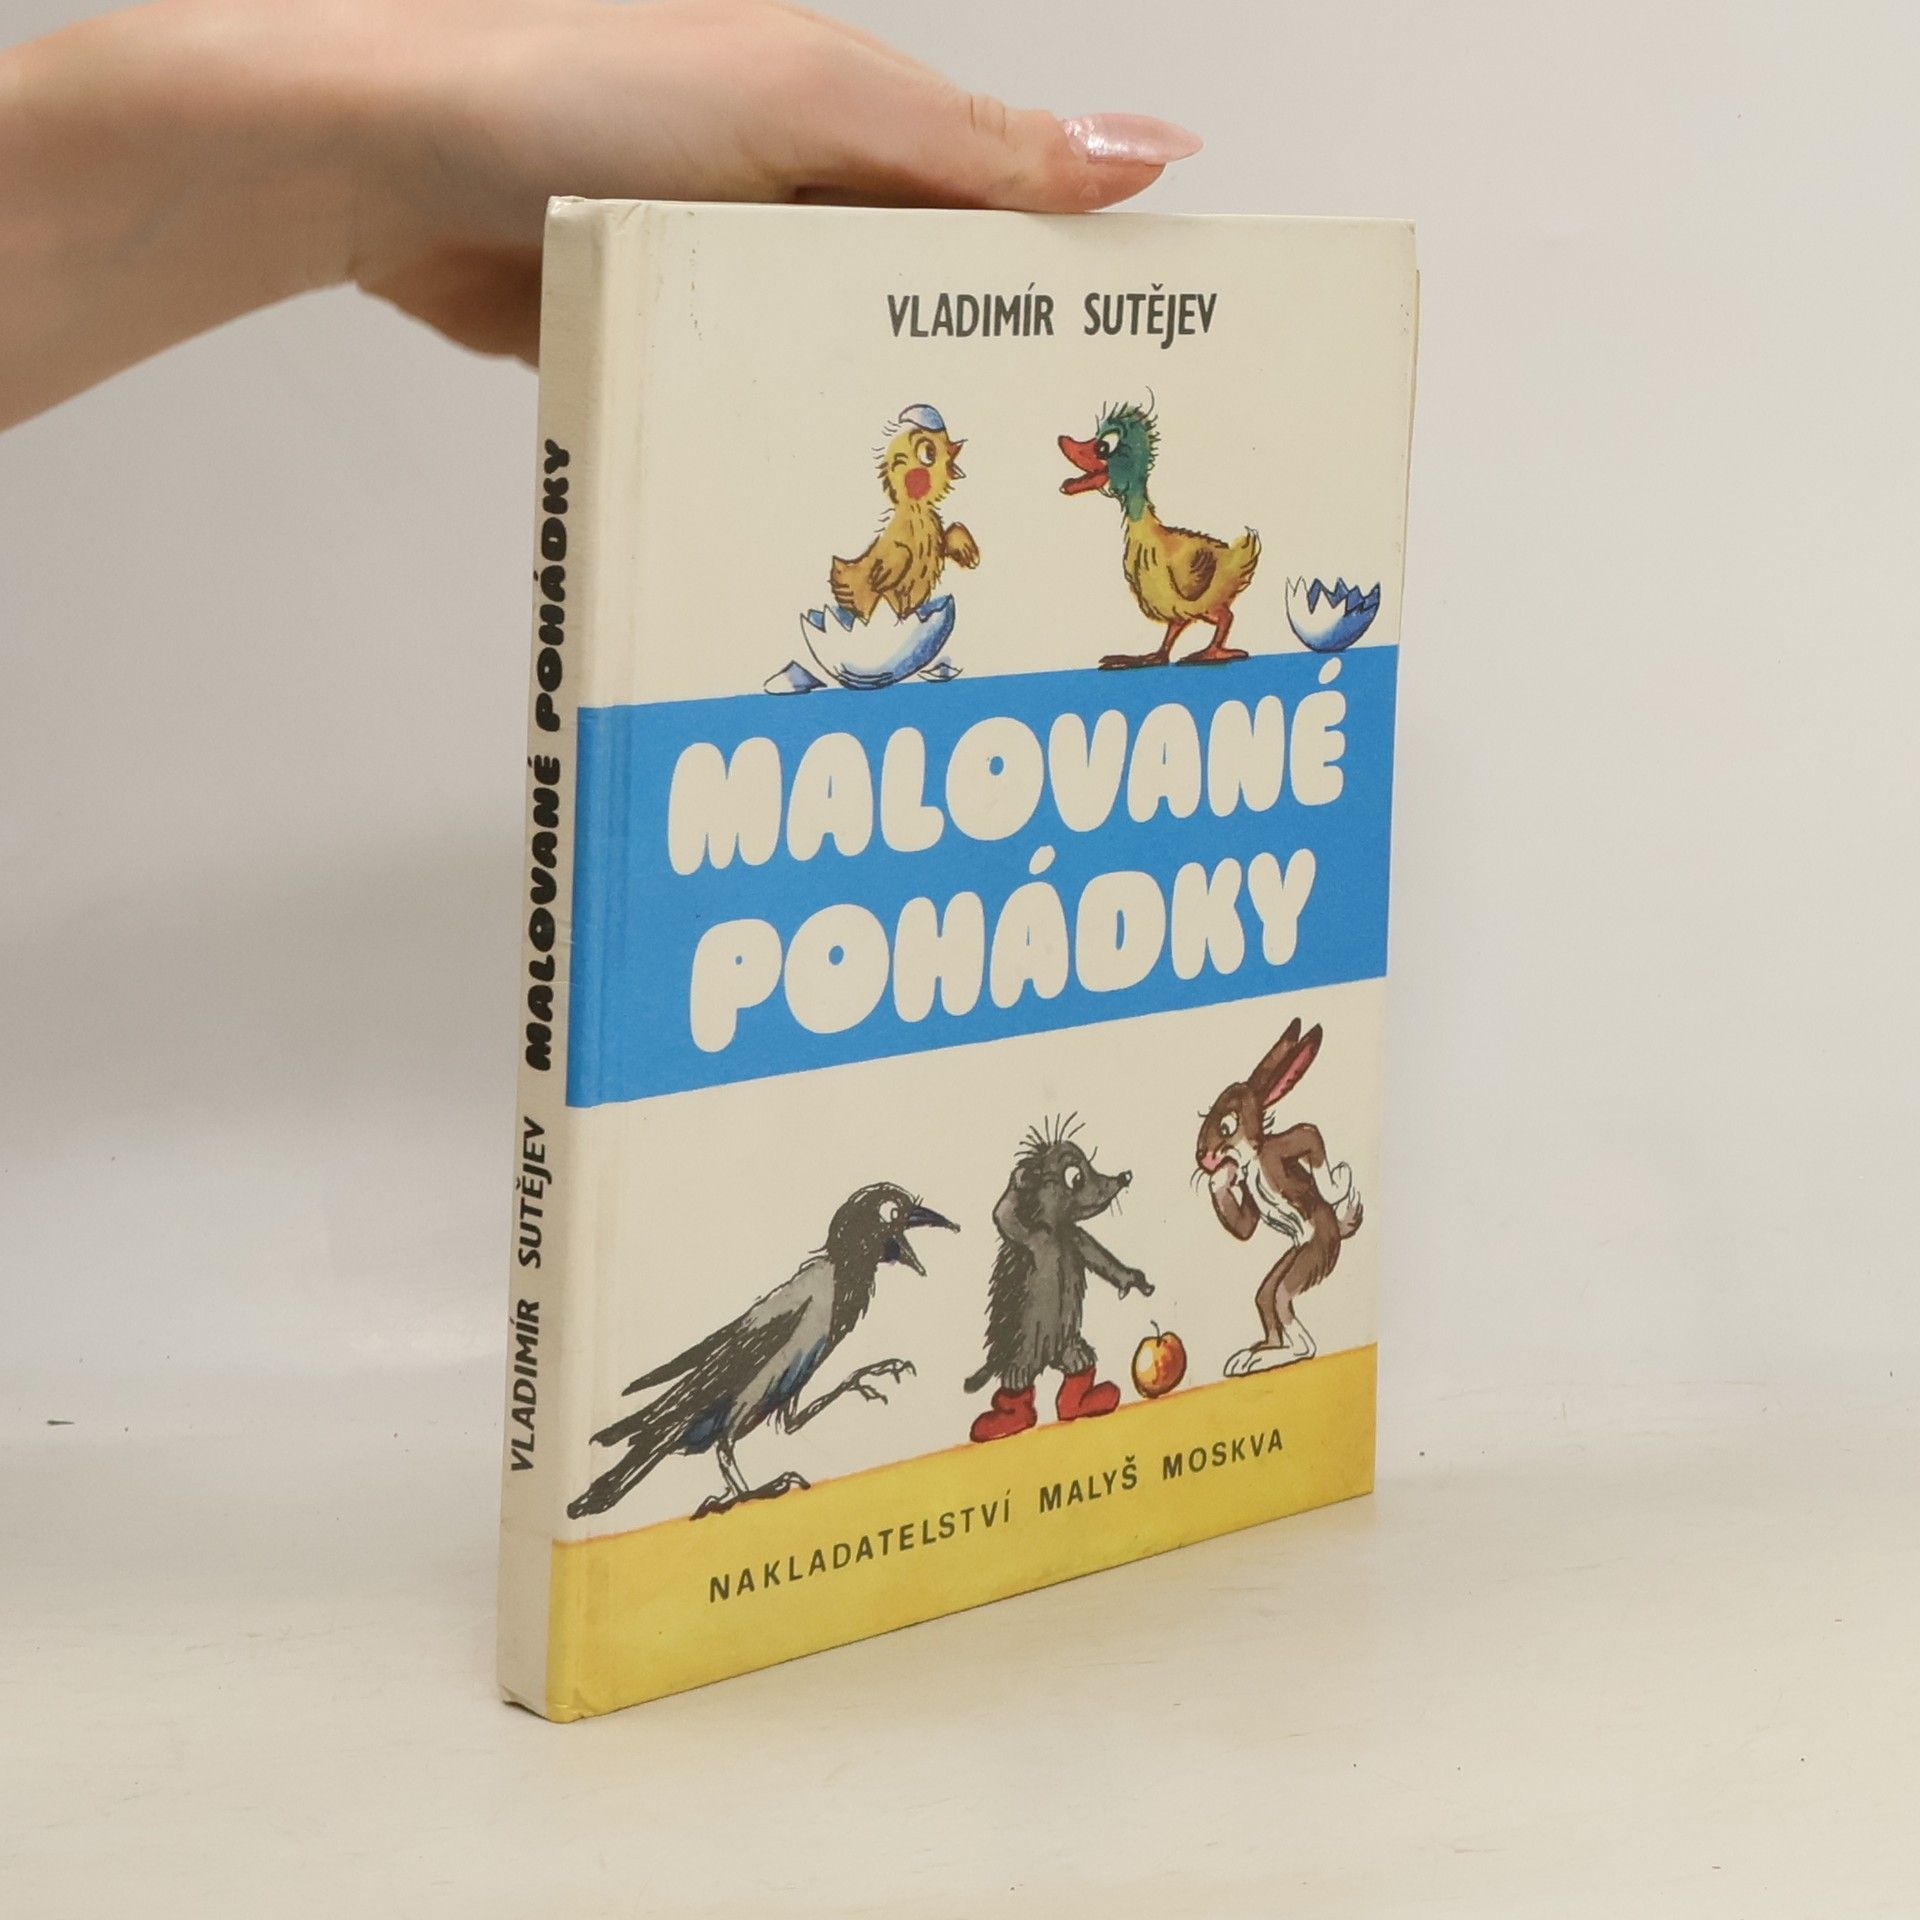 VLADIMÍR SUTĚJEV
MALOVANÉ
POHÁDKY
NAKLADATELSTVÍ MALYŠ MOSKVA
VLADIMÍR SUTĚJEV MALOVANÉ POHÁDKY